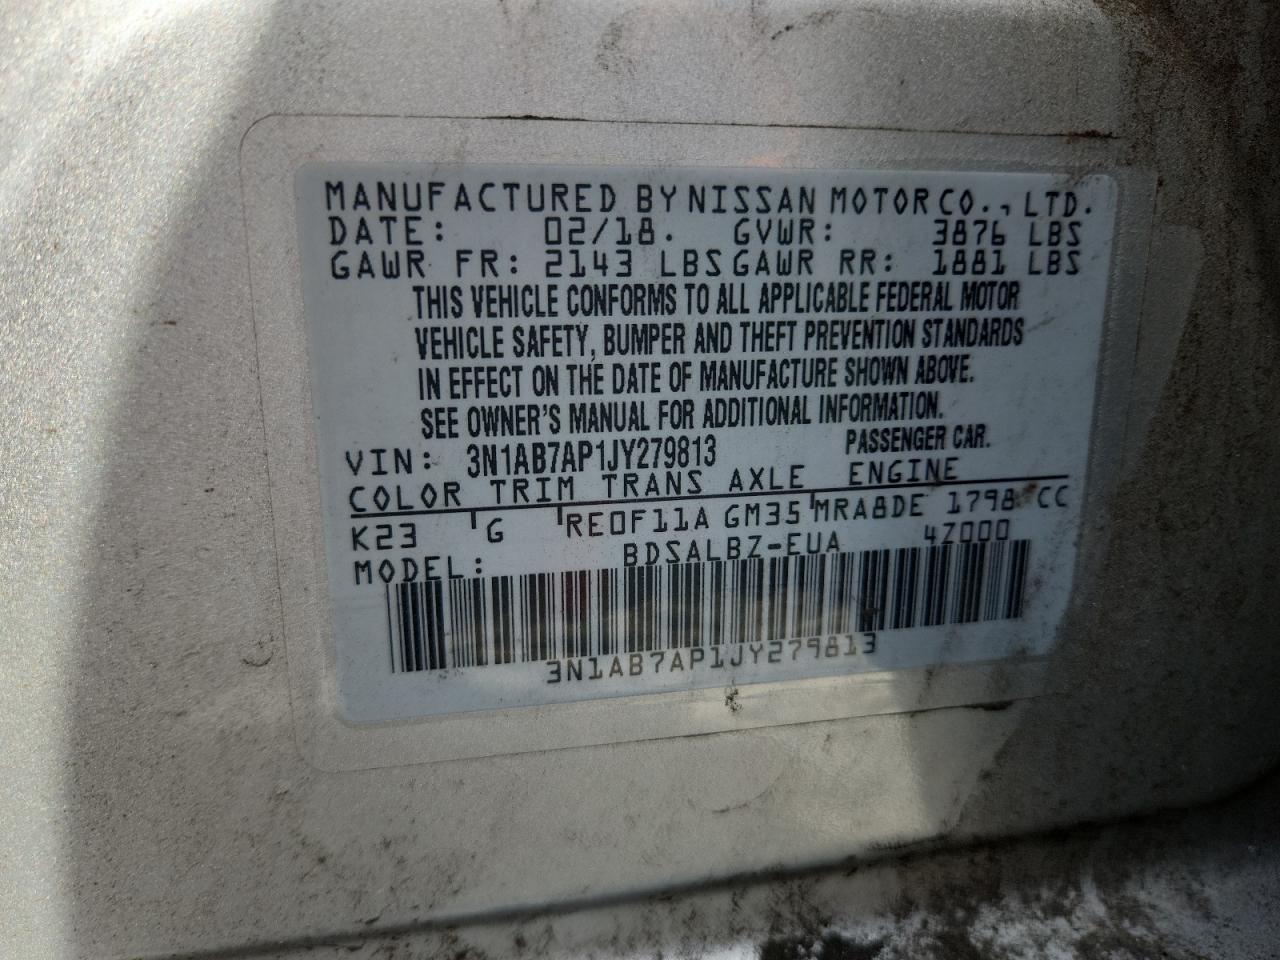 MANUFACTURED BY NISSAN MOTOR CO., LTD.
DATE: 02/18. GVWR: 3876 LBS
GAWR FR: 2143 LBS GAWR RR: 1881 LBS
THIS VEHICLE CONFORMS TO ALL APPLICABLE FEDERAL MOTOR
VEHICLE SAFETY, BUMPER AND THEFT PREVENTION STANDARDS
IN EFFECT ON THE DATE OF MANUFACTURE SHOWN ABOVE.
SEE OWNER'S MANUAL FOR ADDITIONAL INFORMATION.
VIN: 3N1AB7AP1JY279813 PASSENGER CAR.
COLOR TRIM TRANS AXLE ENGINE
K23 G RE0F11A GM35 MRA8DE 1798 CC
MODEL: BDSALBZ-EUA 4Z000
3N1AB7AP1JY279813